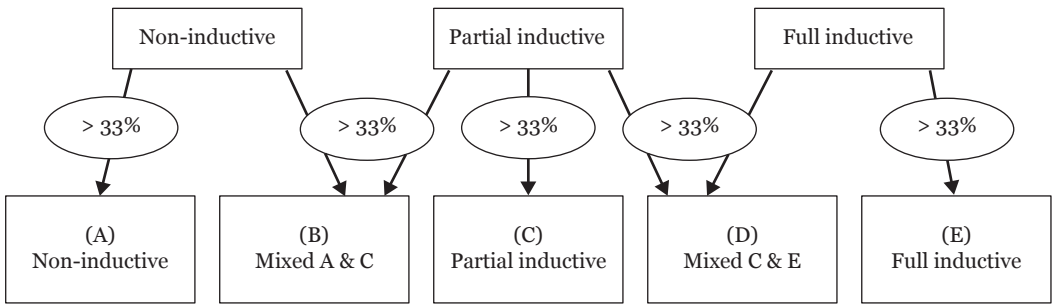 Non-inductive
Partial inductive
Full inductive
> 33%
> 33%
> 33%
> 33%
> 33%
(A)
Non-inductive
(B)
Mixed A & C
(C)
Partial inductive
(D)
Mixed C & E
(E)
Full inductive